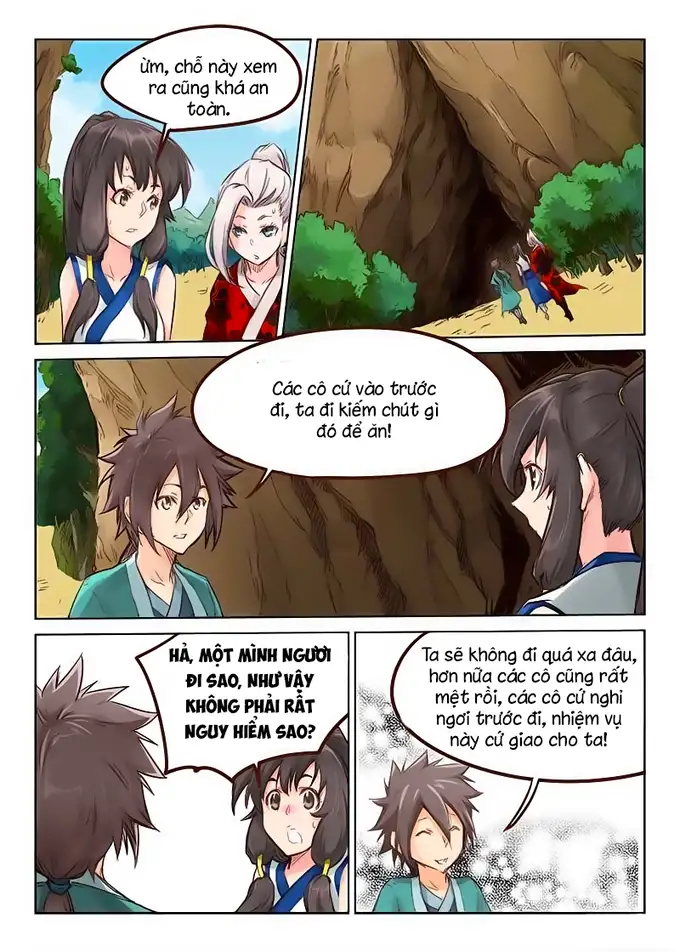 ừm, chỗ này xem
ra cũng khá an
toàn.
Các cô cứ vào trước
đi, ta đi kiếm chút gì
đó để ăn!
HẢ, MỘT MÌNH NGƯƠI
ĐI SAO, NHƯ VẬY
KHÔNG PHẢI RẤT
NGUY HIỂM SAO?
Ta sẽ không đi quá xa đâu,
hơn nữa các cô cũng rất
mệt rồi, các cô cứ nghỉ
ngơi trước đi, nhiệm vụ
này cứ giao cho ta!